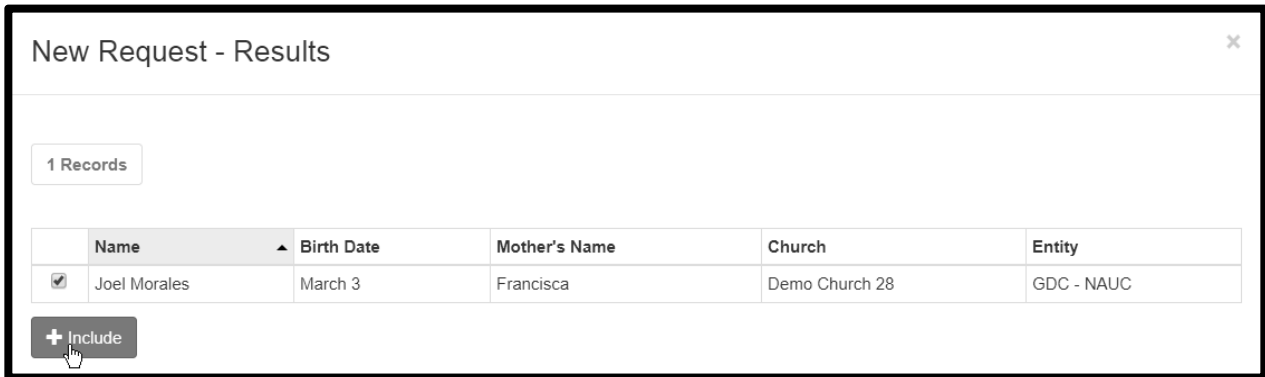 New Request - Results
×
1 Records
Name Birth Date Mother's Name Church Entity
Joel Morales March 3 Francisca Demo Church 28 GDC - NAUC
Include